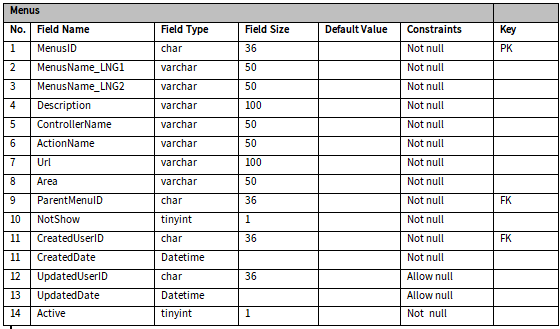 Menus
No. Field Name Field Type Field Size Default Value Constraints Key
1 MenusID char 36 Not null PK
2 MenusName_LNG1 varchar 50 Not null
3 MenusName_LNG2 varchar 50 Not null
4 Description varchar 100 Not null
5 ControllerName varchar 50 Not null
6 ActionName varchar 50 Not null
7 Url varchar 100 Not null
8 Area varchar 50 Not null
9 ParentMenuID char 36 Not null FK
10 NotShow tinyint 1 Not null
11 CreatedUserID char 36 Not null FK
11 CreatedDate Datetime Not null
12 UpdatedUserID char 36 Allow null
13 UpdatedDate Datetime Allow null
14 Active tinyint 1 Not null